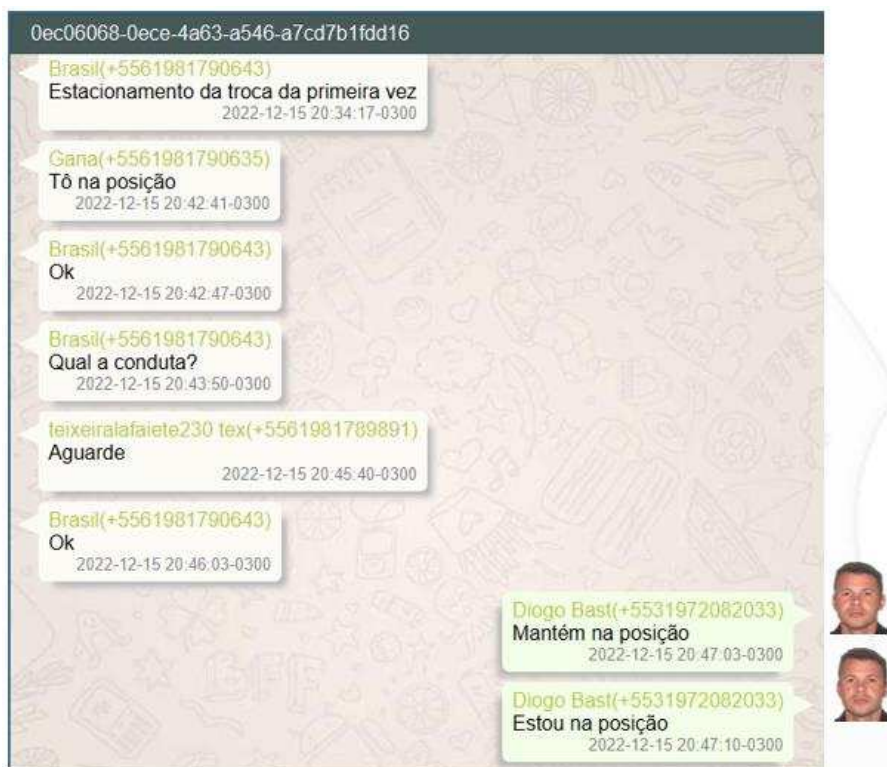 0ec06068-0ece-4a63-a546-a7cd7b1fdd16
Brasil(+5561981790643)
Estacionamento da troca da primeira vez
2022-12-15 20:34:17-0300
Gana(+5561981790635)
Tô na posição
2022-12-15 20:42:41-0300
Brasil(+5561981790643)
Ok
2022-12-15 20:42:47-0300
Brasil(+5561981790643)
Qual a conduta?
2022-12-15 20:43:50-0300
teixeiralafaiete230 tex(+5561981789891)
Aguarde
2022-12-15 20:45:40-0300
Brasil(+5561981790643)
Ok
2022-12-15 20:46:03-0300
Diogo Bast(+5531972082033)
Mantém na posição
2022-12-15 20:47:03-0300
Diogo Bast(+5531972082033)
Estou na posição
2022-12-15 20:47:10-0300